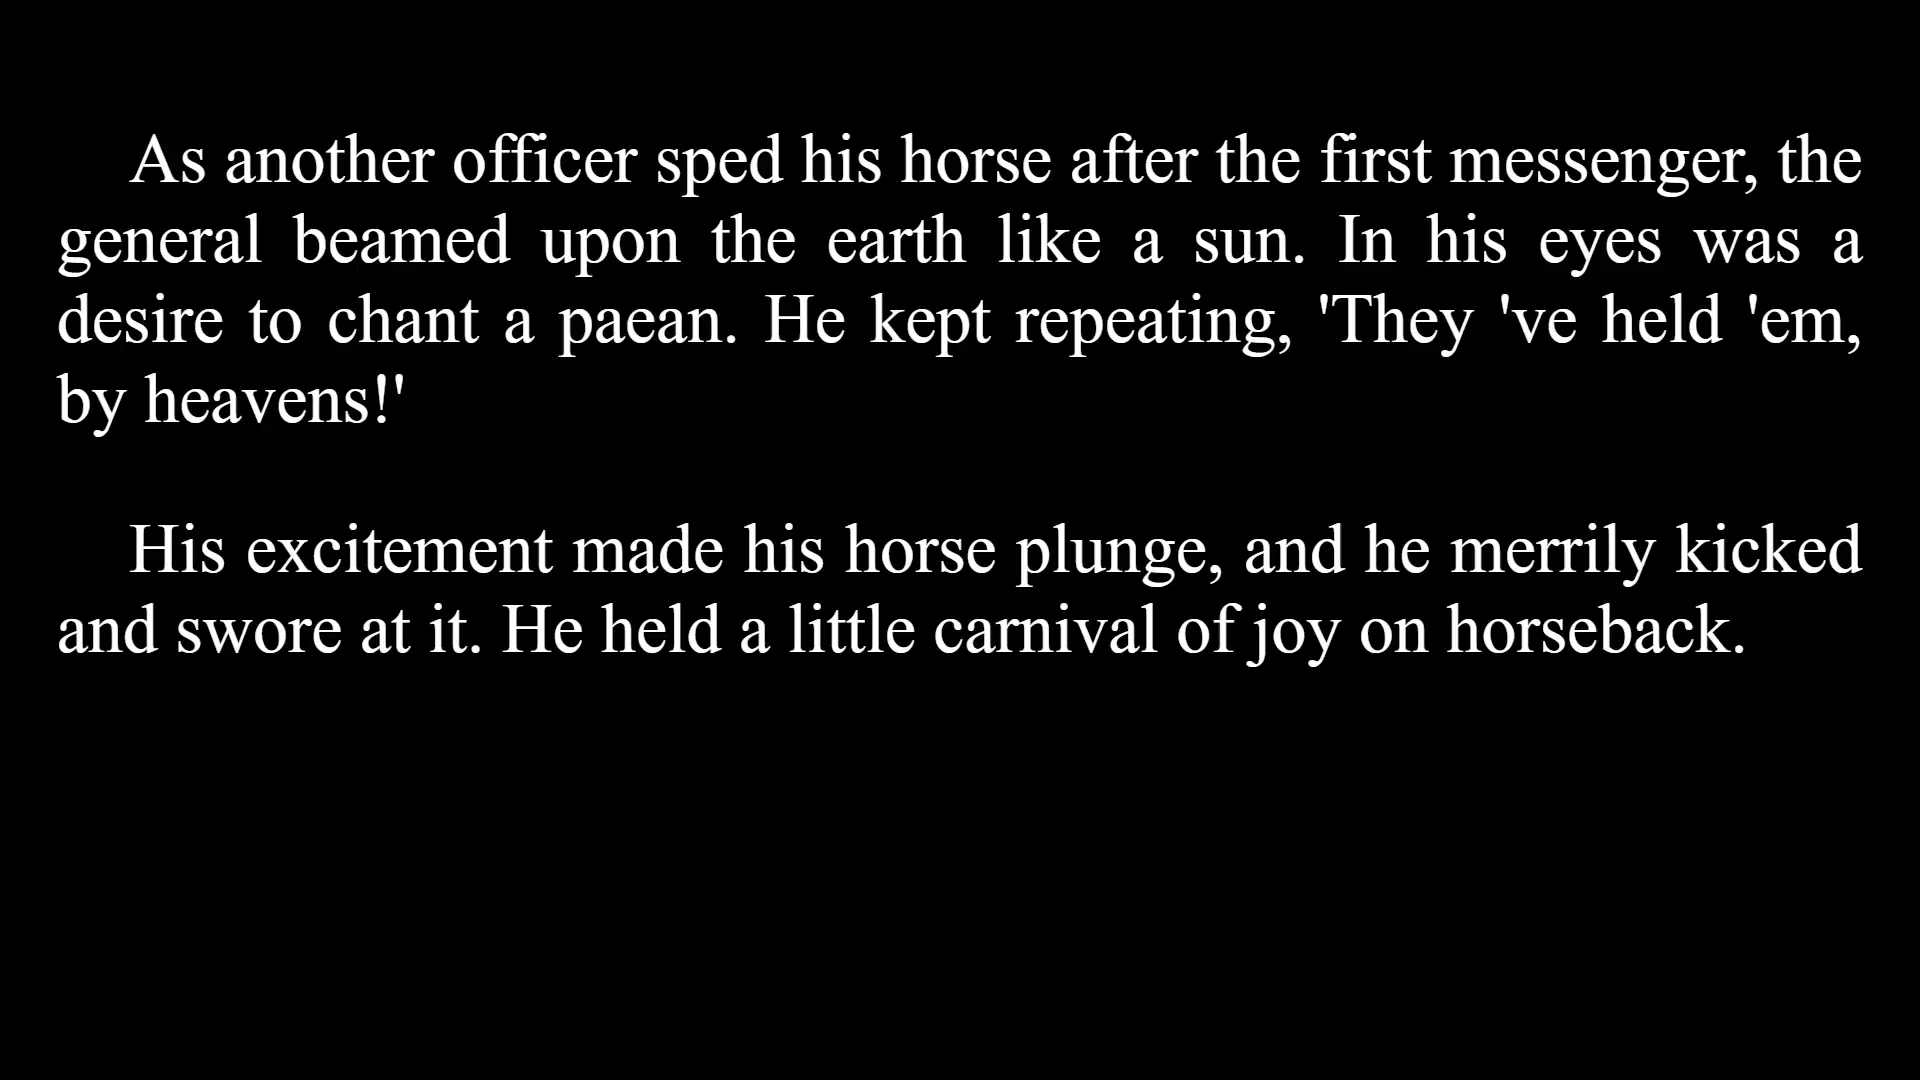 As another officer sped his horse after the first messenger, the
general beamed upon the earth like a sun. In his eyes was a
desire to chant a paean. He kept repeating, 'They 've held 'em,
by heavens!'
His excitement made his horse plunge, and he merrily kicked
and swore at it. He held a little carnival of joy on horseback.